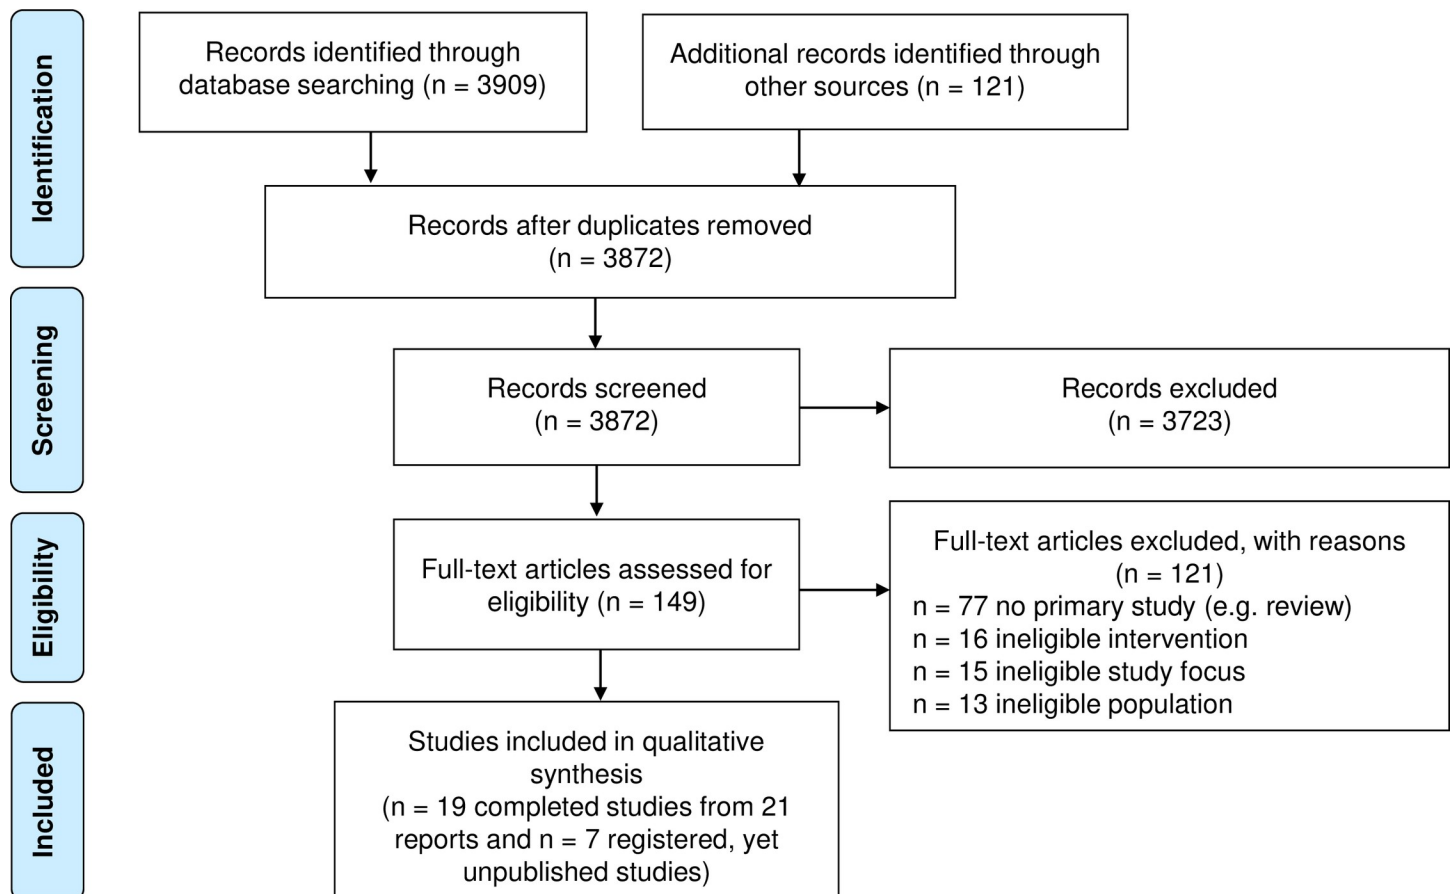 Identification
Records identified through
database searching (n = 3909)
Additional records identified through
other sources (n = 121)
Records after duplicates removed
(n = 3872)
Screening
Records screened
(n = 3872)
Records excluded
(n = 3723)
Eligibility
Full-text articles assessed for
eligibility (n = 149)
Full-text articles excluded, with reasons
(n = 121)
n = 77 no primary study (e.g. review)
n = 16 ineligible intervention
n = 15 ineligible study focus
n = 13 ineligible population
Included
Studies included in qualitative
synthesis
(n = 19 completed studies from 21
reports and n = 7 registered, yet
unpublished studies)